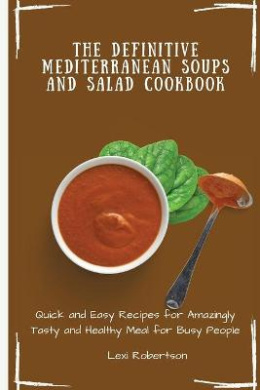 THE DEFINITIVE
MEDITERRANEAN SOUPS
AND SALAD COOKBOOK
Quick and Easy Recipes for Amazingly
Tasty and Healthy Meal for Busy People
Lexi Robertson